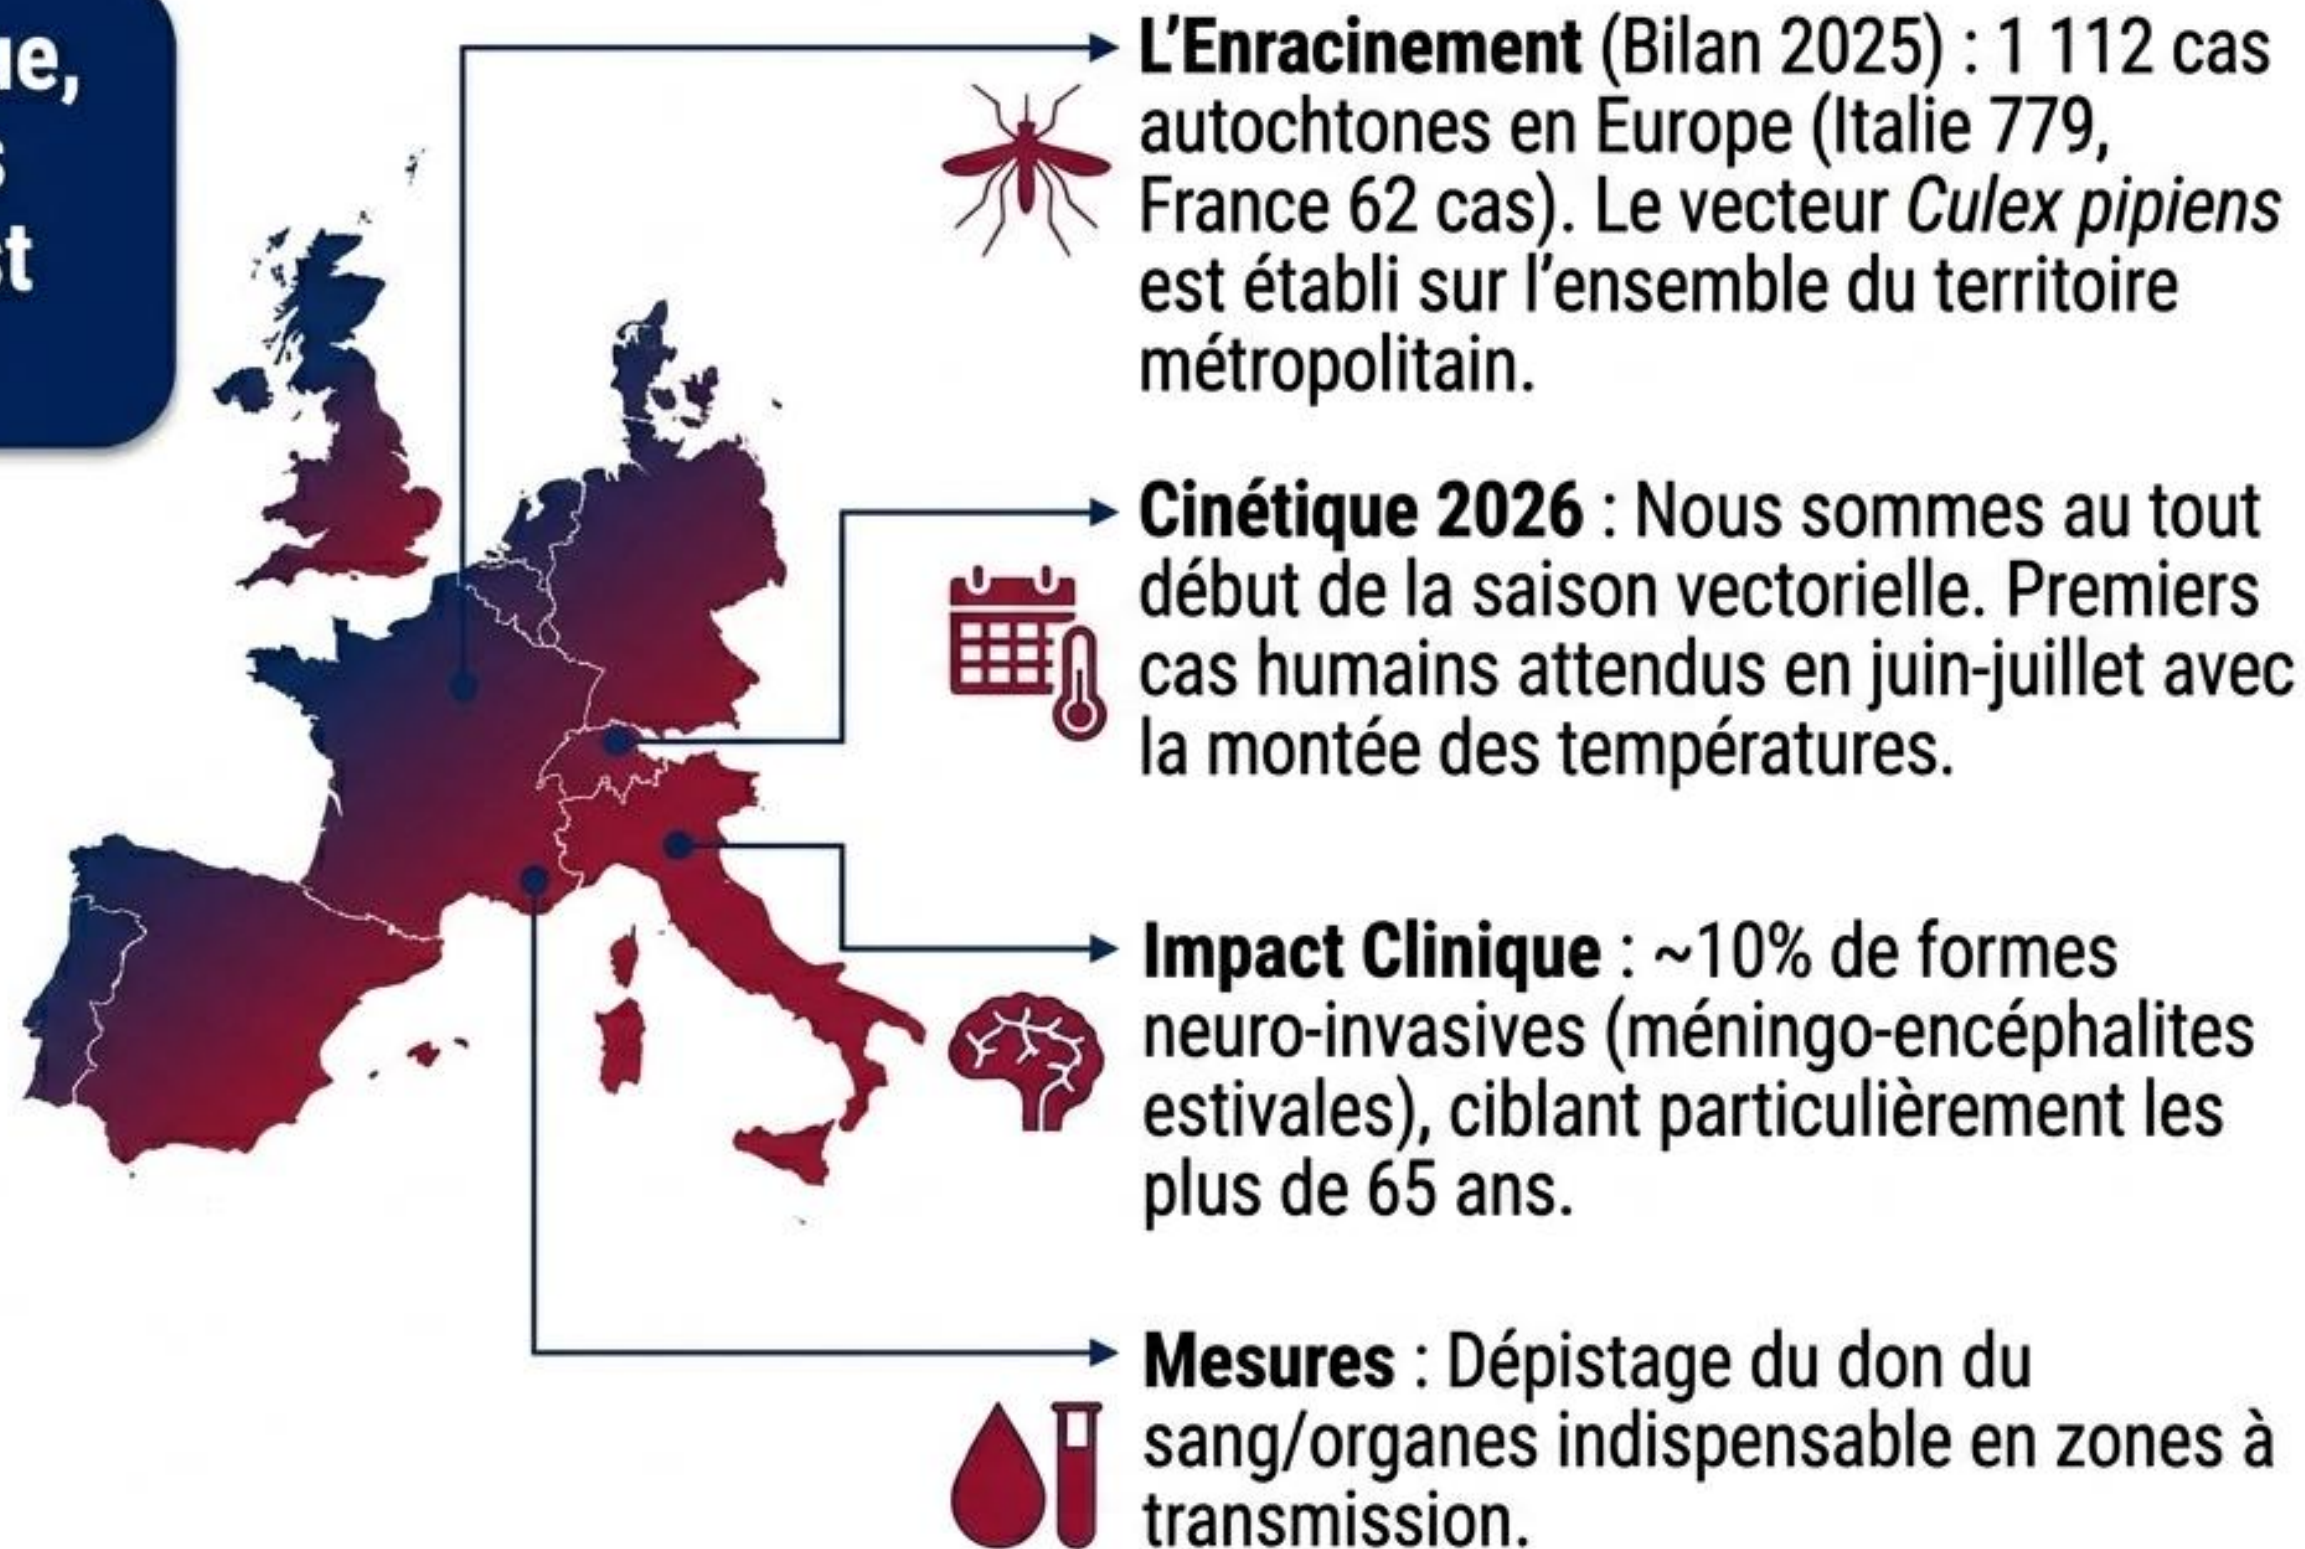 ue,
s
st
L'Enracinement (Bilan 2025) : 1 112 cas
autochtones en Europe (Italie 779,
France 62 cas). Le vecteur Culex pipiens
est établi sur l'ensemble du territoire
métropolitain.
Cinétique 2026 : Nous sommes au tout
début de la saison vectorielle. Premiers
cas humains attendus en juin-juillet avec
la montée des températures.
Impact Clinique : ~10% de formes
neuro-invasives (méningo-encéphalites
estivales), ciblant particulièrement les
plus de 65 ans.
Mesures : Dépistage du don du
sang/organes indispensable en zones à
transmission.